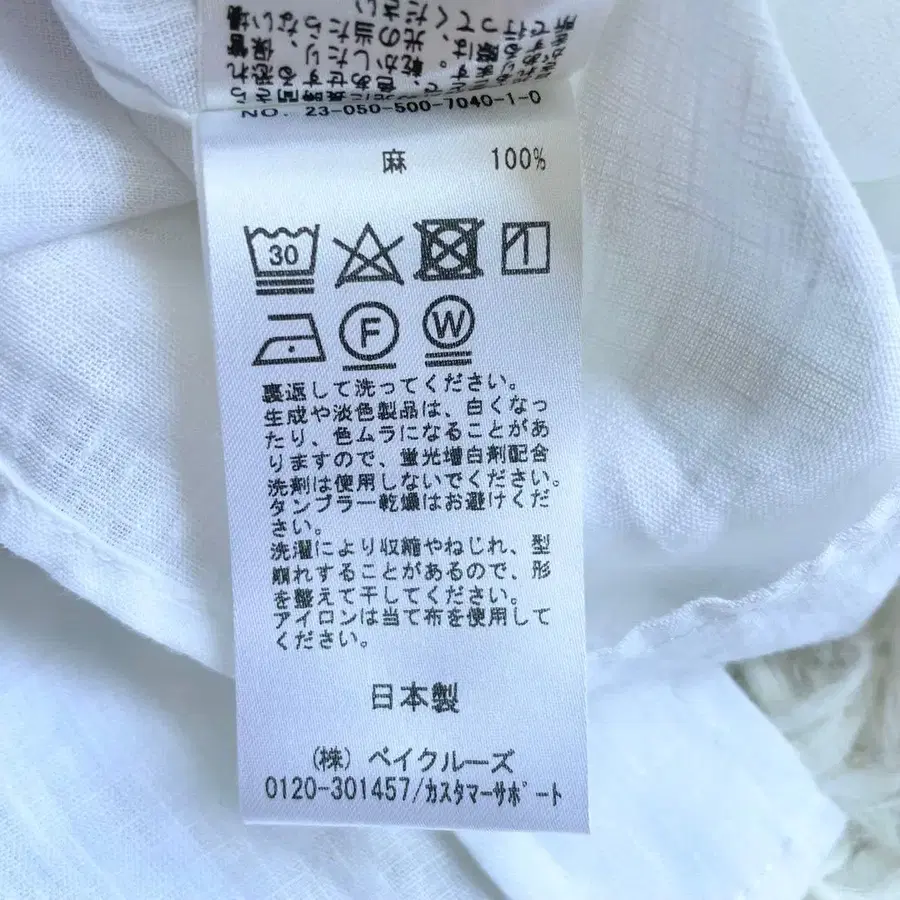 NO. 23-050-500-7040-1-0
麻 100%
30
F W
裏返して洗ってください。
生成や淡色製品は、白くなっ
たり、色ムラになることがあ
りますので、蛍光増白剤配合
洗剤は使用しないでください。
タンブラー乾燥はお避けくだ
さい。
洗濯により収縮やねじれ、型
崩れすることがあるので、形
を整えて干してください。
アイロンは当て布を使用して
ください。
日本製
(株) ベイクルーズ
0120-301457/カスタマーサポート